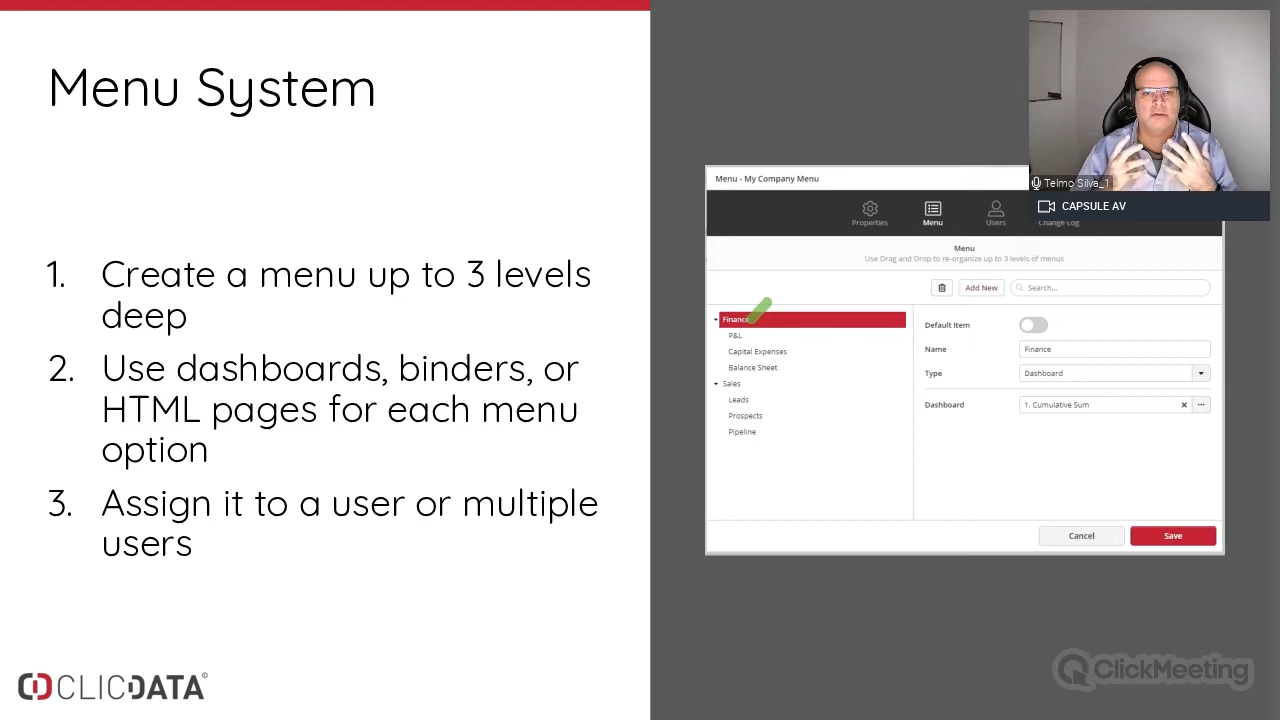 Menu System
1. Create a menu up to 3 levels
deep
2. Use dashboards, binders, or
HTML pages for each menu
option
3. Assign it to a user or multiple
users
CLICDATA
Telmo Silva_1
CAPSULE AV
Menu - My Company Menu
Properties
Menu
Users
Change Log
Menu
Use Drag and Drop to re-organize up to 3 levels of menus
Add New
Search...
Finance
P&L
Capital Expenses
Balance Sheet
Sales
Leads
Prospects
Pipeline
Default Item
Name
Finance
Type
Dashboard
Dashboard
1. Cumulative Sum
Cancel
Save
ClickMeeting